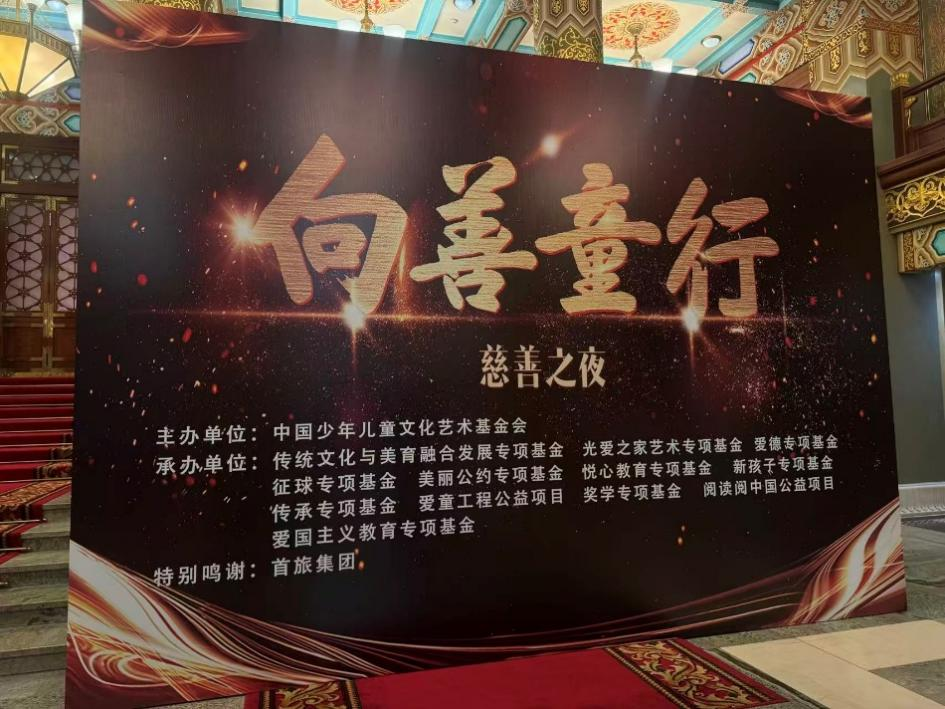 向善童行
慈善之夜
主办单位：中国少年儿童文化艺术基金会
承办单位：传统文化与美育融合发展专项基金 光爱之家艺术专项基金 爱德专项基金
征球专项基金 美丽公约专项基金 悦心教育专项基金 新孩子专项基金
传承专项基金 爱童工程公益项目 奖学专项基金 阅读阅中国公益项目
爱国主义教育专项基金
特别鸣谢：首旅集团